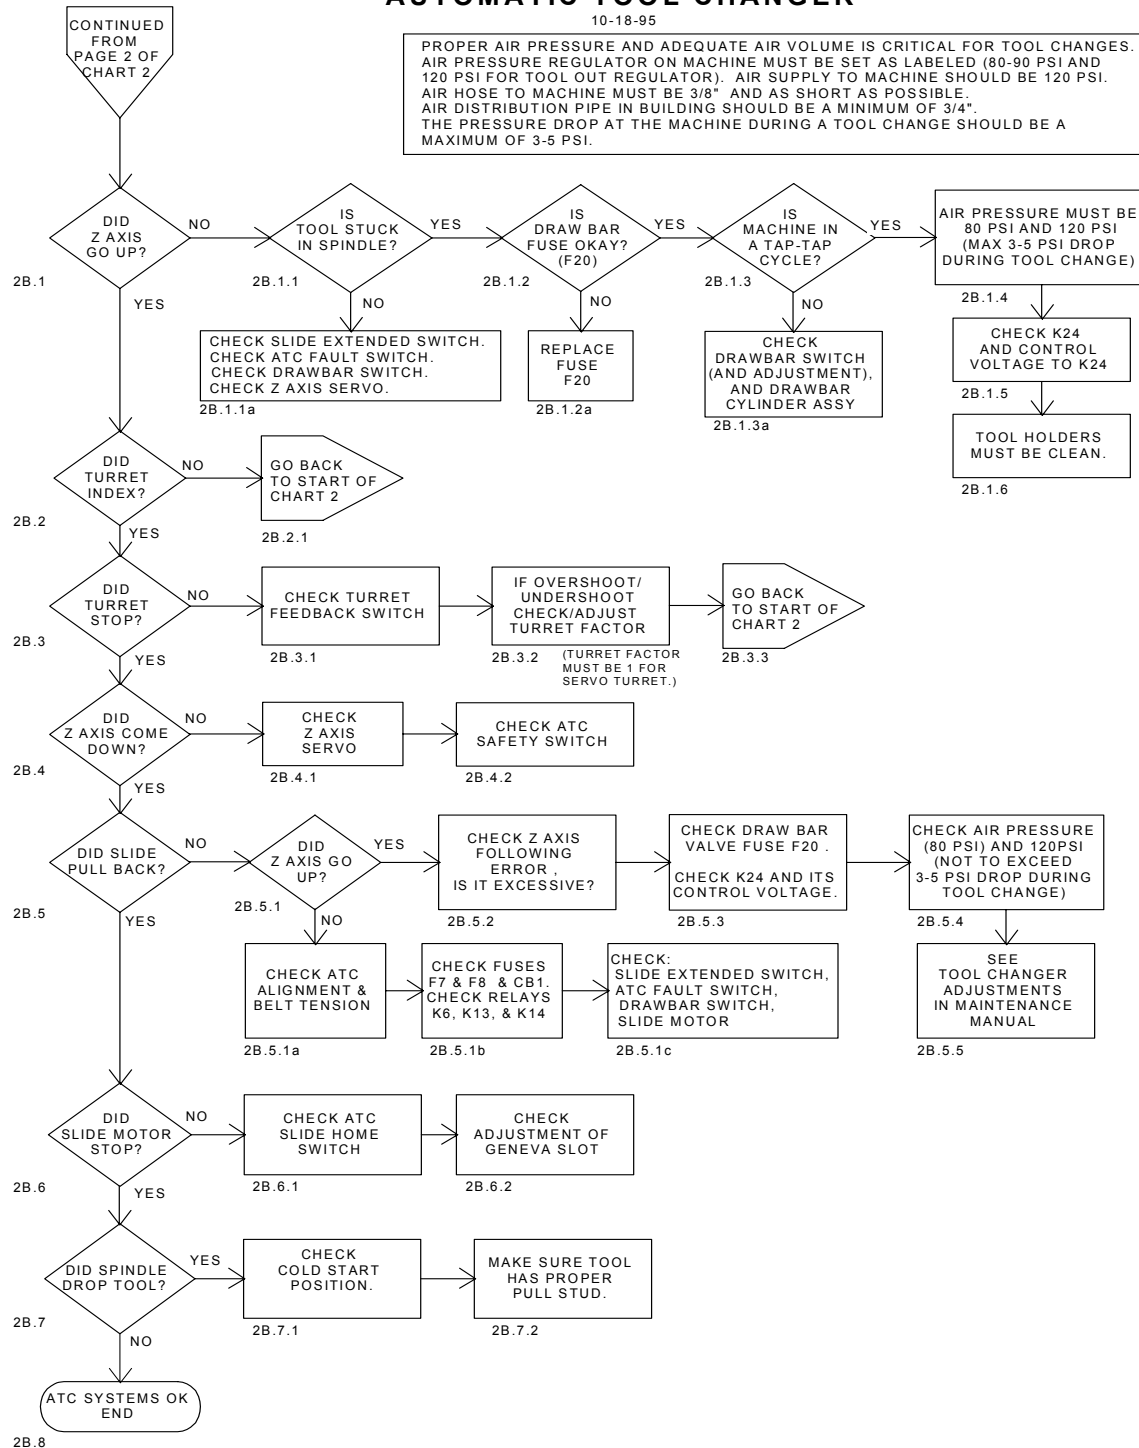 AUTOMATIC TOOL CHANGER
10-18-95
CONTINUED
FROM
PAGE 2 OF
CHART 2
PROPER AIR PRESSURE AND ADEQUATE AIR VOLUME IS CRITICAL FOR TOOL CHANGES.
AIR PRESSURE REGULATOR ON MACHINE MUST BE SET AS LABELED (80-90 PSI AND
120 PSI FOR TOOL OUT REGULATOR). AIR SUPPLY TO MACHINE SHOULD BE 120 PSI.
AIR HOSE TO MACHINE MUST BE 3/8" AND AS SHORT AS POSSIBLE.
AIR DISTRIBUTION PIPE IN BUILDING SHOULD BE A MINIMUM OF 3/4".
THE PRESSURE DROP AT THE MACHINE DURING A TOOL CHANGE SHOULD BE A
MAXIMUM OF 3-5 PSI.
DID
Z AXIS
GO UP?
2B.1
NO
YES
IS
TOOL STUCK
IN SPINDLE?
2B.1.1
YES
NO
IS
DRAW BAR
FUSE OKAY?
(F20)
2B.1.2
YES
NO
IS
MACHINE IN
A TAP-TAP
CYCLE?
2B.1.3
YES
NO
AIR PRESSURE MUST BE
80 PSI AND 120 PSI
(MAX 3-5 PSI DROP
DURING TOOL CHANGE)
2B.1.4
CHECK SLIDE EXTENDED SWITCH.
CHECK ATC FAULT SWITCH.
CHECK DRAWBAR SWITCH.
CHECK Z AXIS SERVO.
2B.1.1a
REPLACE
FUSE
F20
2B.1.2a
CHECK
DRAWBAR SWITCH
(AND ADJUSTMENT),
AND DRAWBAR
CYLINDER ASSY
2B.1.3a
CHECK K24
AND CONTROL
VOLTAGE TO K24
2B.1.5
TOOL HOLDERS
MUST BE CLEAN.
2B.1.6
DID
TURRET
INDEX?
2B.2
NO
YES
GO BACK
TO START OF
CHART 2
2B.2.1
DID
TURRET
STOP?
2B.3
NO
YES
CHECK TURRET
FEEDBACK SWITCH
2B.3.1
IF OVERSHOOT/
UNDERSHOOT
CHECK/ADJUST
TURRET FACTOR
2B.3.2
(TURRET FACTOR
MUST BE 1 FOR
SERVO TURRET.)
GO BACK
TO START OF
CHART 2
2B.3.3
DID
Z AXIS COME
DOWN?
2B.4
NO
YES
CHECK
Z AXIS
SERVO
2B.4.1
CHECK ATC
SAFETY SWITCH
2B.4.2
DID SLIDE
PULL BACK?
2B.5
NO
YES
DID
Z AXIS GO
UP?
2B.5.1
YES
NO
CHECK Z AXIS
FOLLOWING
ERROR ,
IS IT EXCESSIVE?
2B.5.2
CHECK DRAW BAR
VALVE FUSE F20 .
CHECK K24 AND ITS
CONTROL VOLTAGE.
2B.5.3
CHECK AIR PRESSURE
(80 PSI) AND 120PSI
(NOT TO EXCEED
3-5 PSI DROP DURING
TOOL CHANGE)
2B.5.4
CHECK ATC
ALIGNMENT &
BELT TENSION
2B.5.1a
CHECK FUSES
F7 & F8 & CB1.
CHECK RELAYS
K6, K13, & K14
2B.5.1b
CHECK:
SLIDE EXTENDED SWITCH,
ATC FAULT SWITCH,
DRAWBAR SWITCH,
SLIDE MOTOR
2B.5.1c
SEE
TOOL CHANGER
ADJUSTMENTS
IN MAINTENANCE
MANUAL
2B.5.5
DID
SLIDE MOTOR
STOP?
2B.6
NO
YES
CHECK ATC
SLIDE HOME
SWITCH
2B.6.1
CHECK
ADJUSTMENT OF
GENEVA SLOT
2B.6.2
DID SPINDLE
DROP TOOL?
2B.7
YES
NO
CHECK
COLD START
POSITION.
2B.7.1
MAKE SURE TOOL
HAS PROPER
PULL STUD.
2B.7.2
ATC SYSTEMS OK
END
2B.8